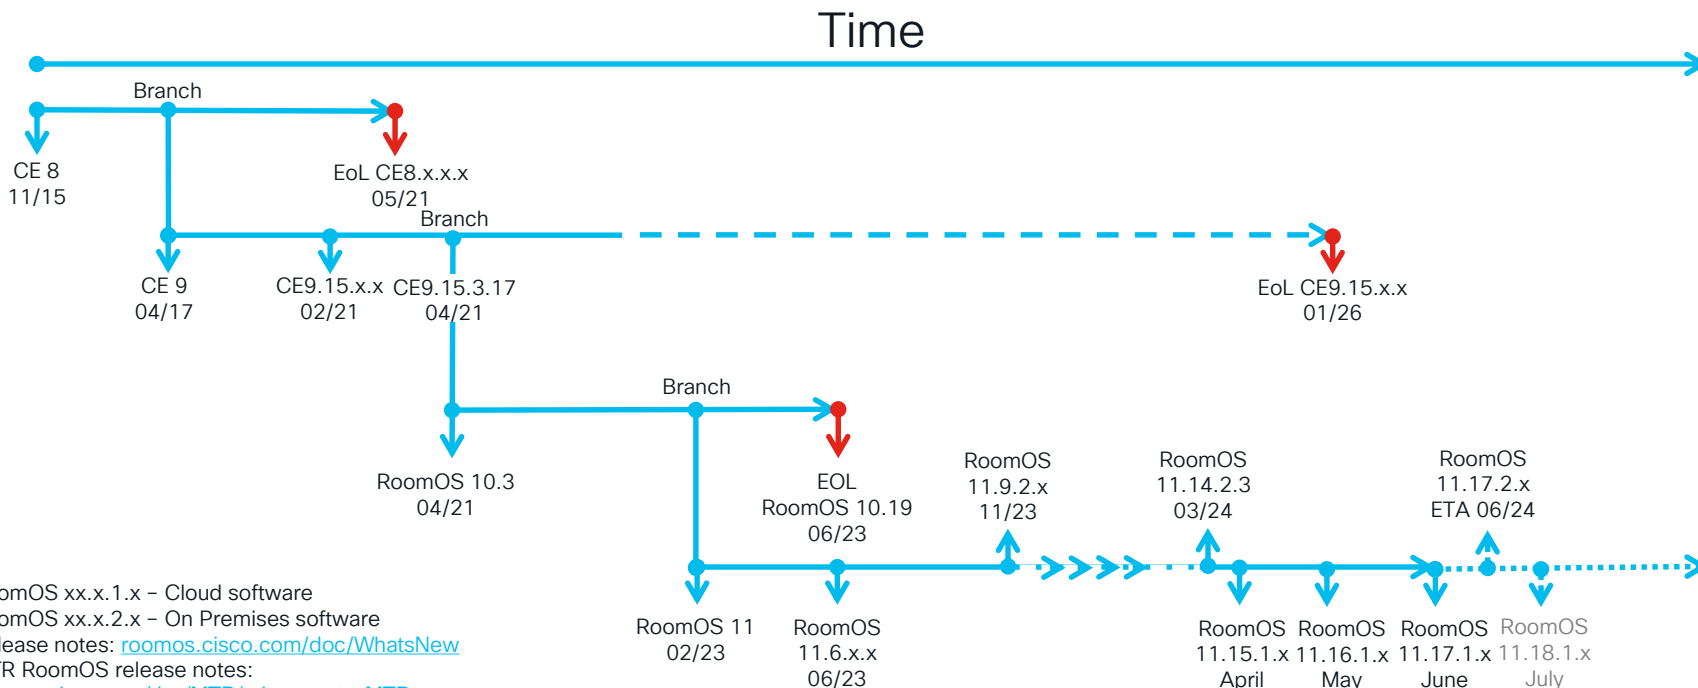 Time
Branch
CE 8
11/15
EoL CE8.x.x.x
05/21
Branch
CE 9
04/17
CE9.15.x.x
02/21
CE9.15.3.17
04/21
EoL CE9.15.x.x
01/26
Branch
RoomOS 10.3
04/21
EOL
RoomOS 10.19
06/23
RoomOS
11.9.2.x
11/23
RoomOS
11.14.2.3
03/24
RoomOS
11.17.2.x
ETA 06/24
RoomOS 11
02/23
RoomOS
11.6.x.x
06/23
RoomOS
11.15.1.x
April
RoomOS
11.16.1.x
May
RoomOS
11.17.1.x
June
RoomOS
11.18.1.x
July
omOS xx.x.1.x – Cloud software
omOS xx.x.2.x – On Premises software
lease notes: roomos.cisco.com/doc/WhatsNew
R RoomOS release notes: